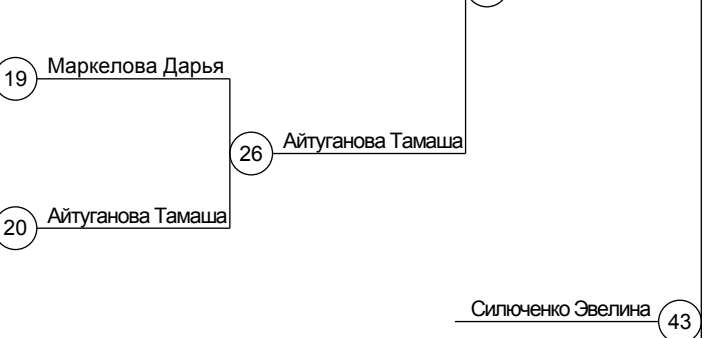 19 Маркелова Дарья
26 Айтуганова Тамаша
20 Айтуганова Тамаша
Силюченко Эвелина 43